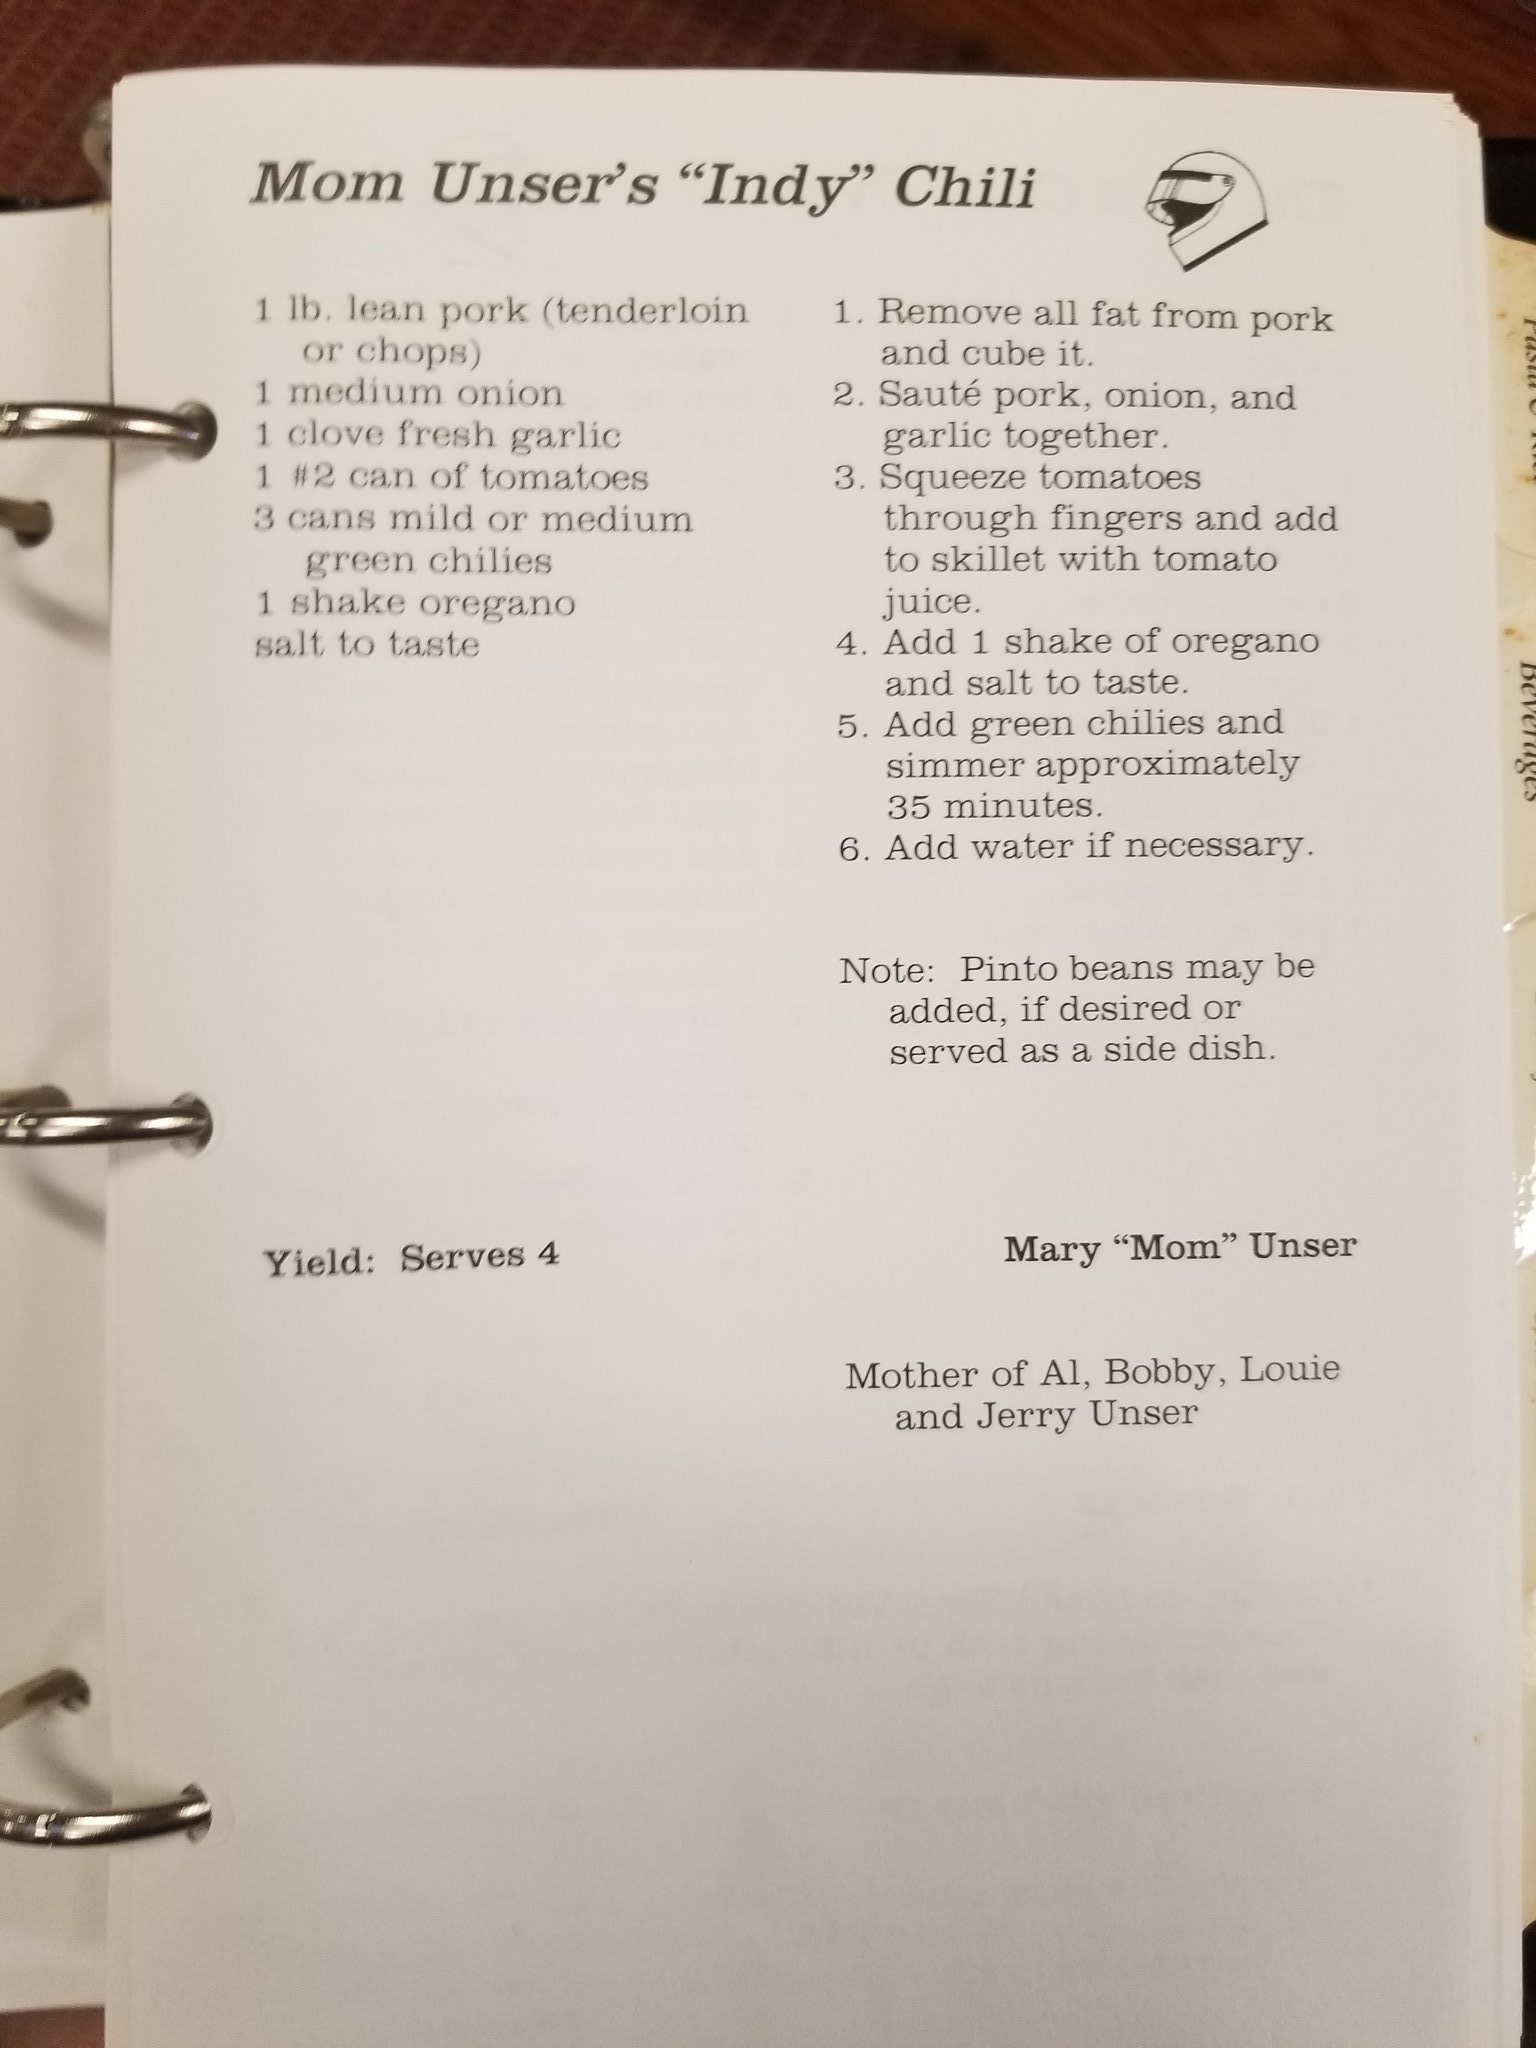 Mom Unser's “Indy” Chili
1 lb. lean pork (tenderloin
or chops)
1 medium onion
1 clove fresh garlic
1 #2 can of tomatoes
3 cans mild or medium
green chilies
1 shake oregano
salt to taste
1. Remove all fat from pork
and cube it.
2. Sauté pork, onion, and
garlic together.
3. Squeeze tomatoes
through fingers and add
to skillet with tomato
juice.
4. Add 1 shake of oregano
and salt to taste.
5. Add green chilies and
simmer approximately
35 minutes.
6. Add water if necessary.
Note: Pinto beans may be
added, if desired or
served as a side dish.
Yield: Serves 4
Mary “Mom” Unser
Mother of Al, Bobby, Louie
and Jerry Unser
Beverages